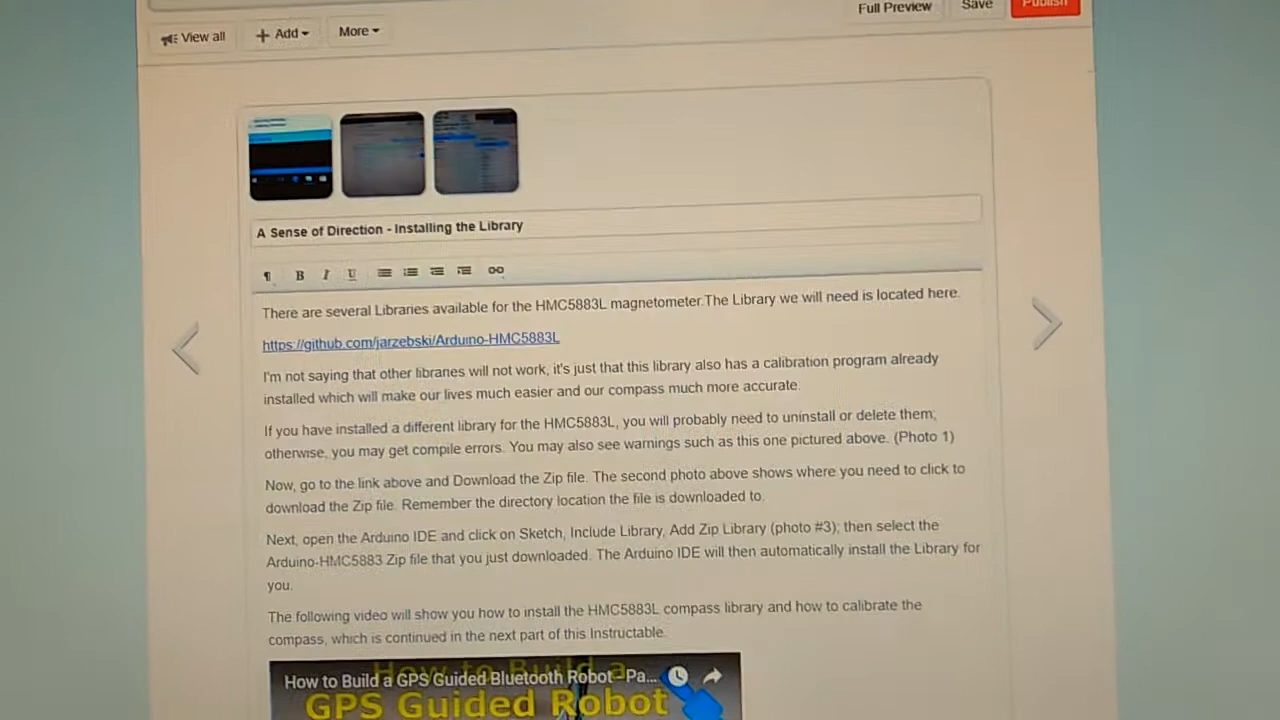 Full Preview Save Publish
View all Add More
A Sense of Direction - Installing the Library
B I U
There are several Libraries available for the HMC5883L magnetometer.The Library we will need is located here.
https://github.com/jarzebski/Arduino-HMC5883L
I'm not saying that other libraries will not work, it's just that this library also has a calibration program already
installed which will make our lives much easier and our compass much more accurate.
If you have installed a different library for the HMC5883L, you will probably need to uninstall or delete them;
otherwise, you may get compile errors. You may also see warnings such as this one pictured above. (Photo 1)
Now, go to the link above and Download the Zip file. The second photo above shows where you need to click to
download the Zip file. Remember the directory location the file is downloaded to.
Next, open the Arduino IDE and click on Sketch, Include Library, Add Zip Library (photo #3); then select the
Arduino-HMC5883 Zip file that you just downloaded. The Arduino IDE will then automatically install the Library for
you.
The following video will show you how to install the HMC5883L compass library and how to calibrate the
compass, which is continued in the next part of this Instructable.
How to Build a GPS Guided Bluetooth Robot - Pa...
How to Build a
GPS Guided Robot